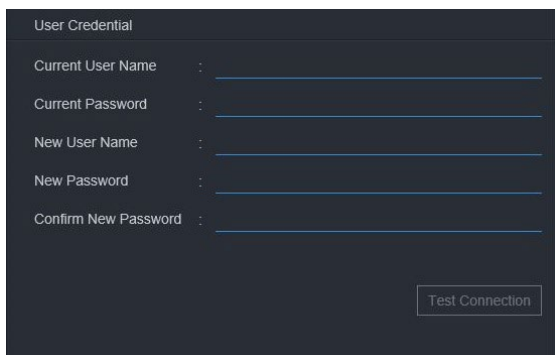 User Credential
Current User Name :
Current Password :
New User Name :
New Password :
Confirm New Password :
Test Connection